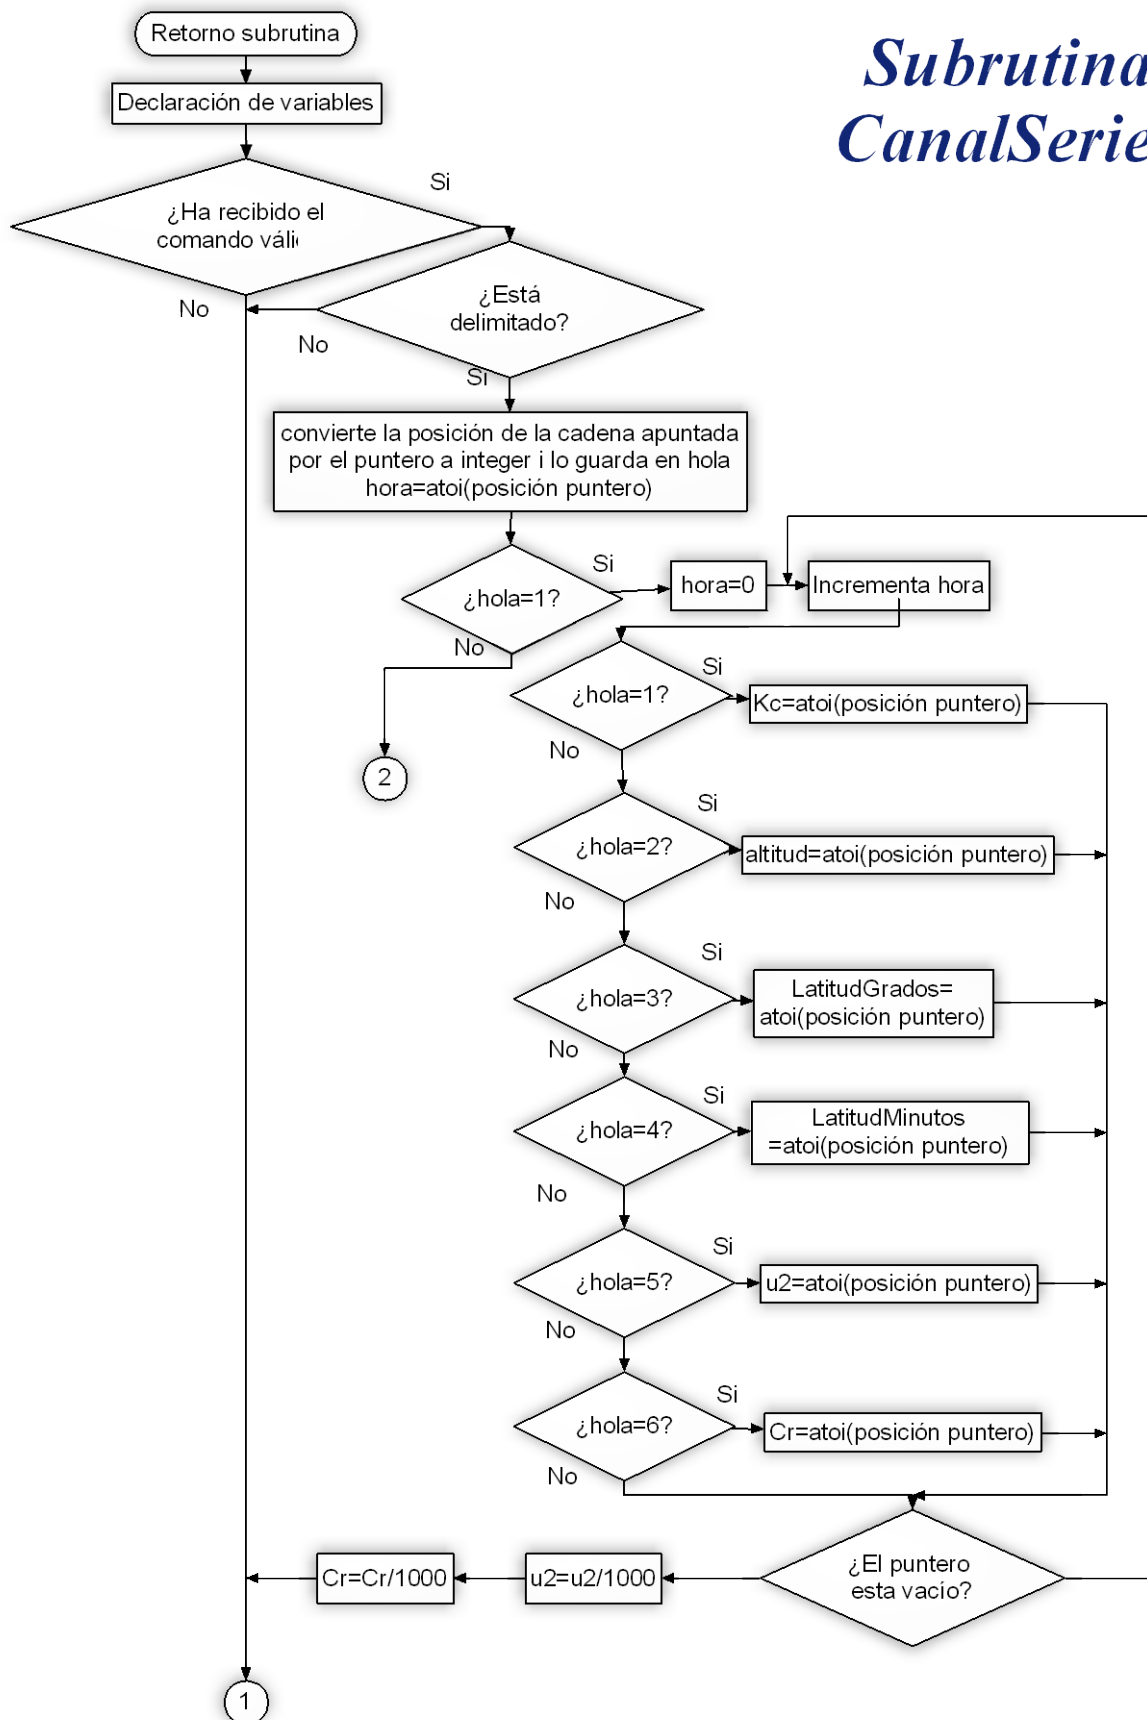 Retorno subrutina
Subrutina
CanalSerie
Declaración de variables
Si
¿Ha recibido el
comando váli
No
¿Está
delimitado?
No
Si
convierte la posición de la cadena apuntada
por el puntero a integer i lo guarda en hola
hora=atoi(posición puntero)
¿hola=1?
Si
hora=0
Incrementa hora
No
2
¿hola=1?
Si
Kc=atoi(posición puntero)
No
¿hola=2?
Si
altitud=atoi(posición puntero)
No
¿hola=3?
Si
LatitudGrados=
atoi(posición puntero)
No
¿hola=4?
Si
LatitudMinutos
=atoi(posición puntero)
No
¿hola=5?
Si
u2=atoi(posición puntero)
No
¿hola=6?
Si
Cr=atoi(posición puntero)
No
¿El puntero
esta vacío?
u2=u2/1000
Cr=Cr/1000
1